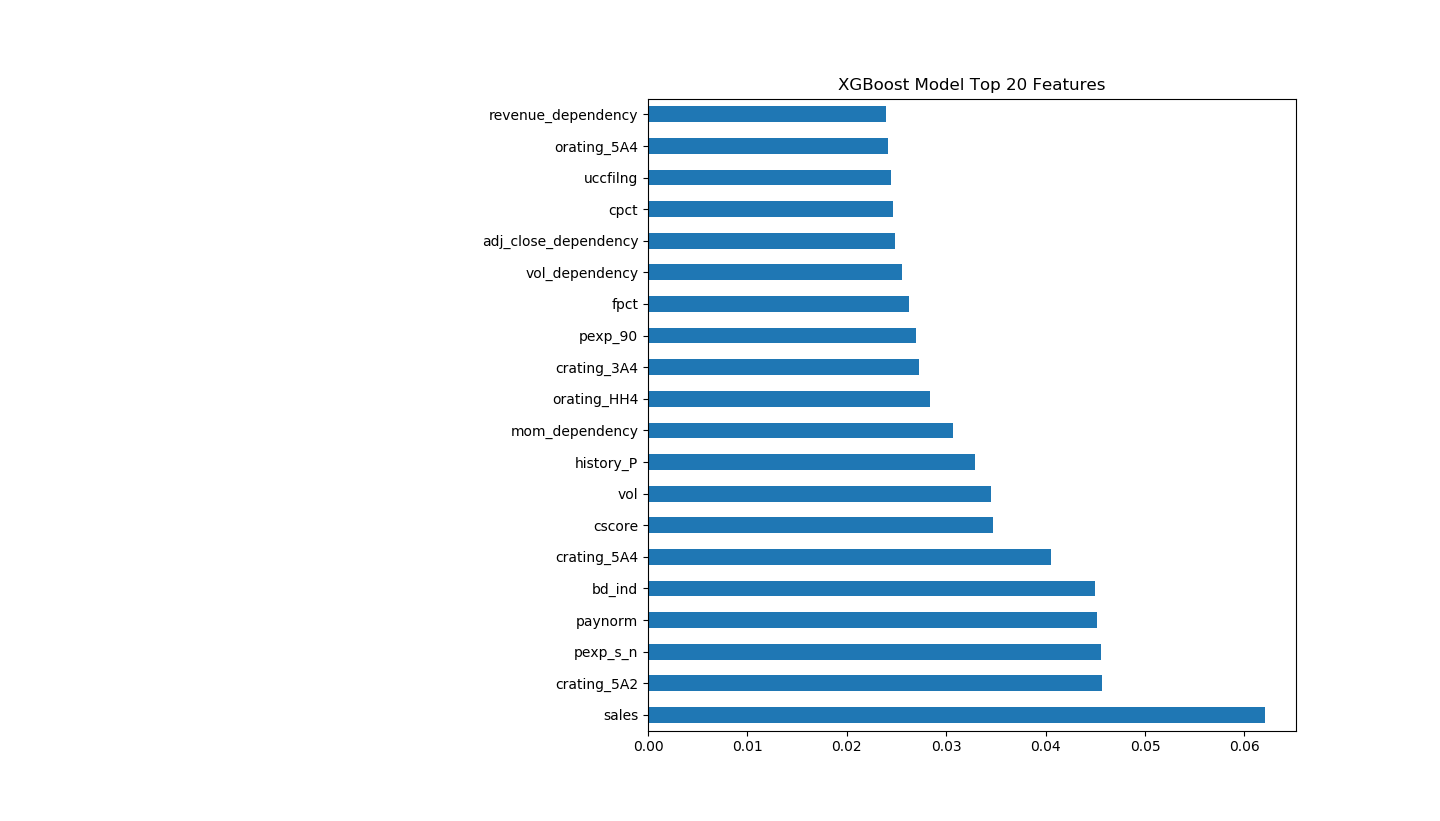 XGBoost Model Top 20 Features
revenue_dependency
orating_5A4
uccfilng
cpct
adj_close_dependency
vol_dependency
fpct
pexp_90
crating_3A4
orating_HH4
mom_dependency
history_P
vol
cscore
crating_5A4
bd_ind
paynorm
pexp_s_n
crating_5A2
sales
0.00 0.01 0.02 0.03 0.04 0.05 0.06